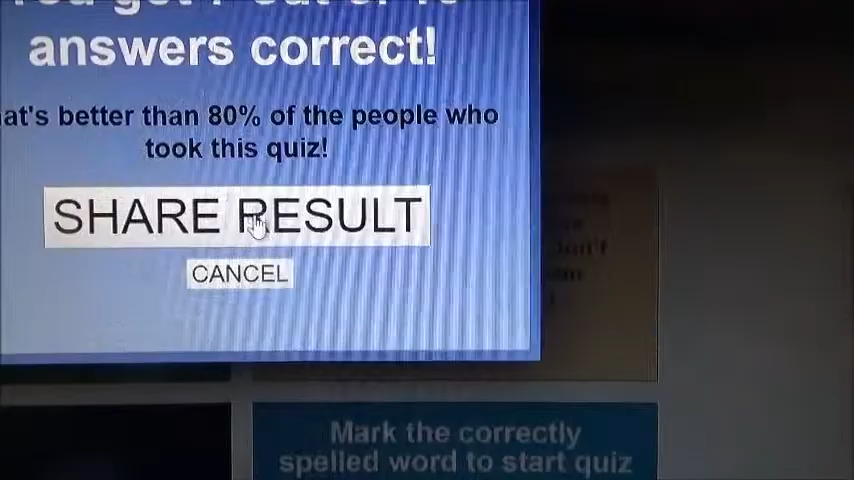 answers correct!
at's better than 80% of the people who
took this quiz!
SHARE RESULT
CANCEL
Mark the correctly
spelled word to start quiz